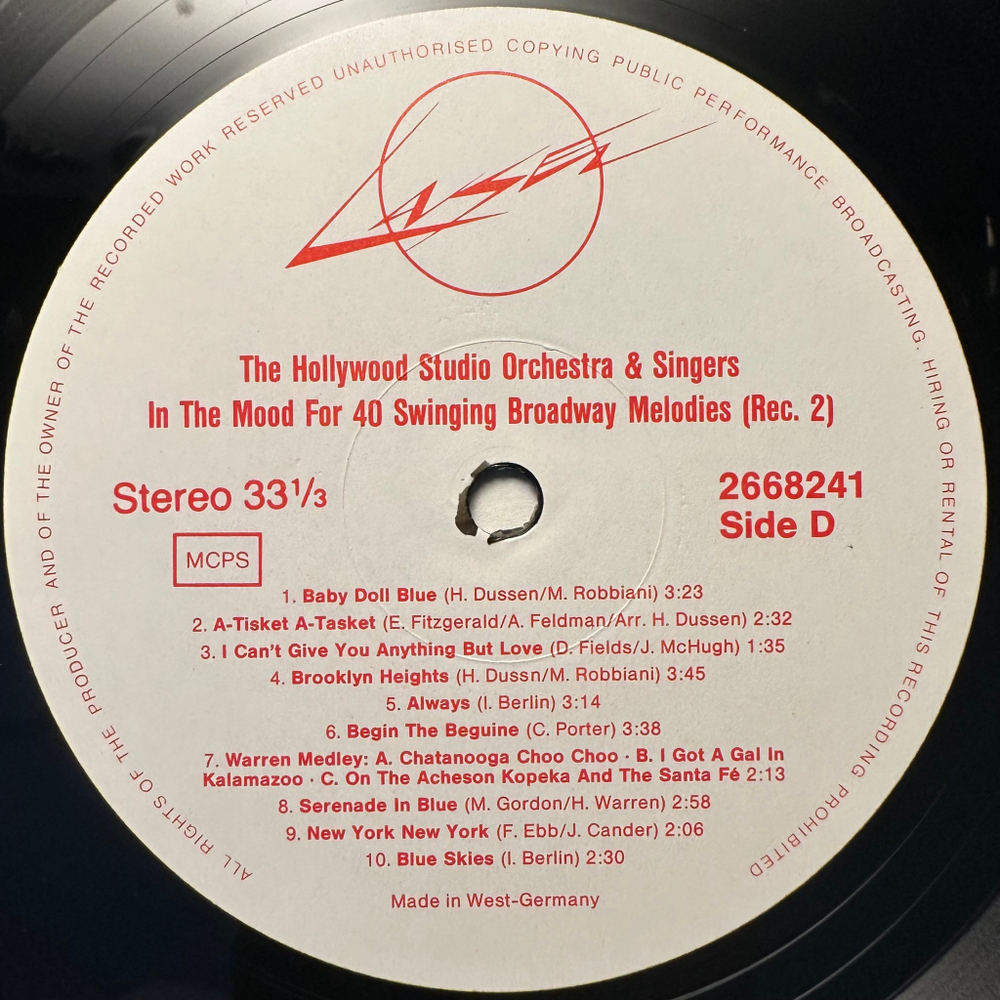 ALL RIGHTS OF THE PRODUCER AND OF THE OWNER OF THE RECORDED WORK RESERVED UNAUTHORISED COPYING PUBLIC PERFORMANCE BROADCASTING. HIRING OR RENTAL OF THIS RECORDING PROHIBITED
LASER
The Hollywood Studio Orchestra & Singers
In The Mood For 40 Swinging Broadway Melodies (Rec. 2)
Stereo 33 1/3
2668241
Side D
MCPS
1. Baby Doll Blue (H. Dussen/M. Robbiani) 3:23
2. A-Tisket A-Tasket (E. Fitzgerald/A. Feldman/Arr. H. Dussen) 2:32
3. I Can't Give You Anything But Love (D. Fields/J. McHugh) 1:35
4. Brooklyn Heights (H. Dussn/M. Robbiani) 3:45
5. Always (I. Berlin) 3:14
6. Begin The Beguine (C. Porter) 3:38
7. Warren Medley: A. Chatanooga Choo Choo · B. I Got A Gal In
Kalamazoo · C. On The Acheson Kopeka And The Santa Fé 2:13
8. Serenade In Blue (M. Gordon/H. Warren) 2:58
9. New York New York (F. Ebb/J. Cander) 2:06
10. Blue Skies (I. Berlin) 2:30
Made in West-Germany